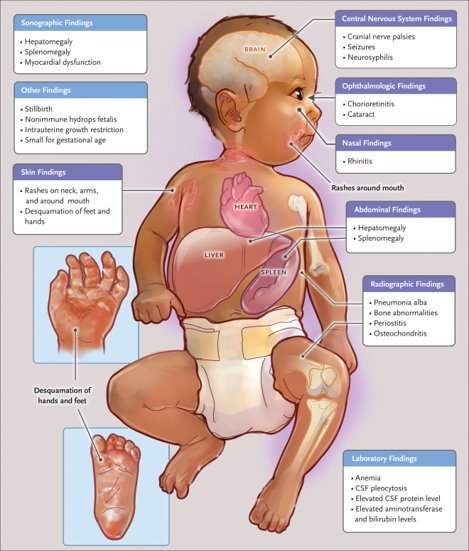 Sonographic Findings
• Hepatomegaly
• Splenomegaly
• Myocardial dysfunction
Other Findings
• Stillbirth
• Nonimmune hydrops fetalis
• Intrauterine growth restriction
• Small for gestational age
Skin Findings
• Rashes on neck, arms,
and around mouth
• Desquamation of feet and
hands
Desquamation of
hands and feet
BRAIN
HEART
LIVER
SPLEEN
Central Nervous System Findings
• Cranial nerve palsies
• Seizures
• Neurosyphilis
Ophthalmologic Findings
• Chorioretinitis
• Cataract
Nasal Findings
• Rhinitis
Rashes around mouth
Abdominal Findings
• Hepatomegaly
• Splenomegaly
Radiographic Findings
• Pneumonia alba
• Bone abnormalities
• Periostitis
• Osteochondritis
Laboratory Findings
• Anemia
• CSF pleocytosis
• Elevated CSF protein level
• Elevated aminotransferase
and bilirubin levels